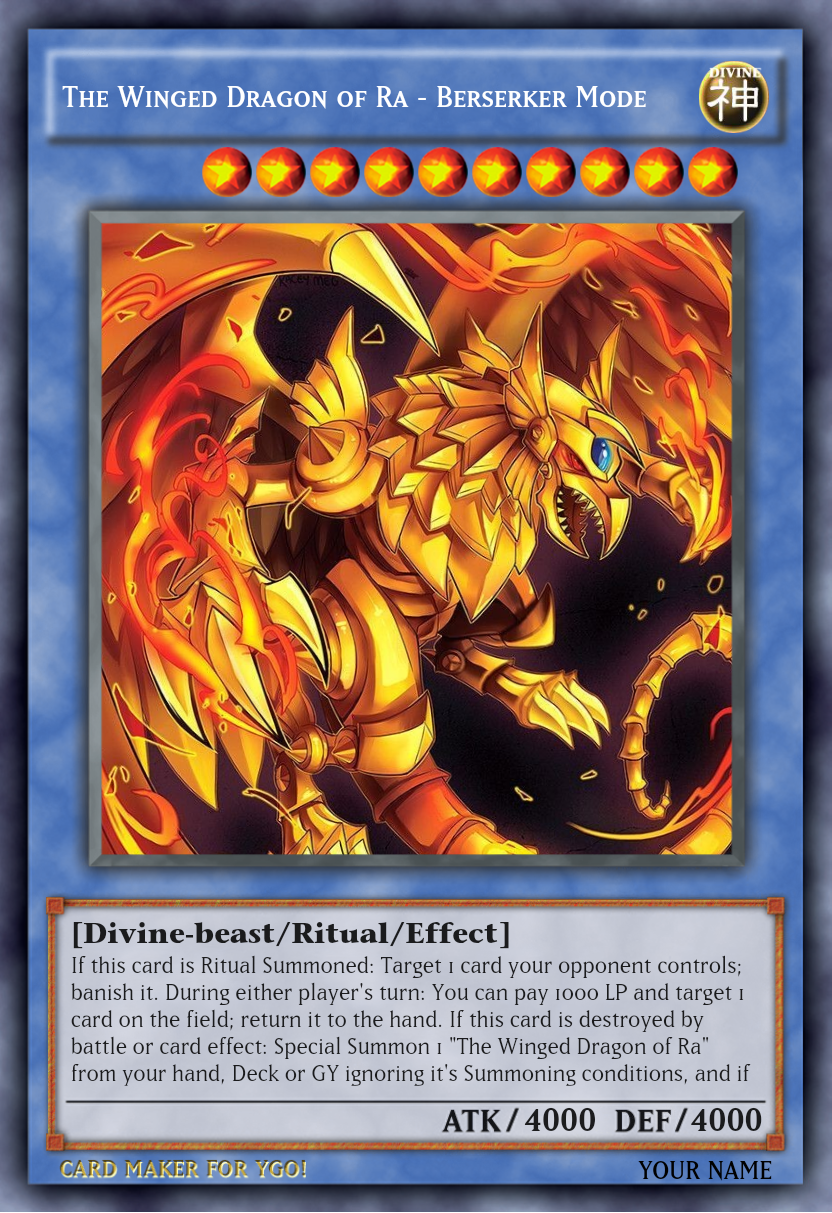 The Winged Dragon of Ra - Berserker Mode
DIVINE
神
[Divine-beast/Ritual/Effect]
If this card is Ritual Summoned: Target 1 card your opponent controls;
banish it. During either player's turn: You can pay 1000 LP and target 1
card on the field; return it to the hand. If this card is destroyed by
battle or card effect: Special Summon 1 "The Winged Dragon of Ra"
from your hand, Deck or GY ignoring it's Summoning conditions, and if
ATK/4000 DEF/4000
CARD MAKER FOR YGO!
YOUR NAME